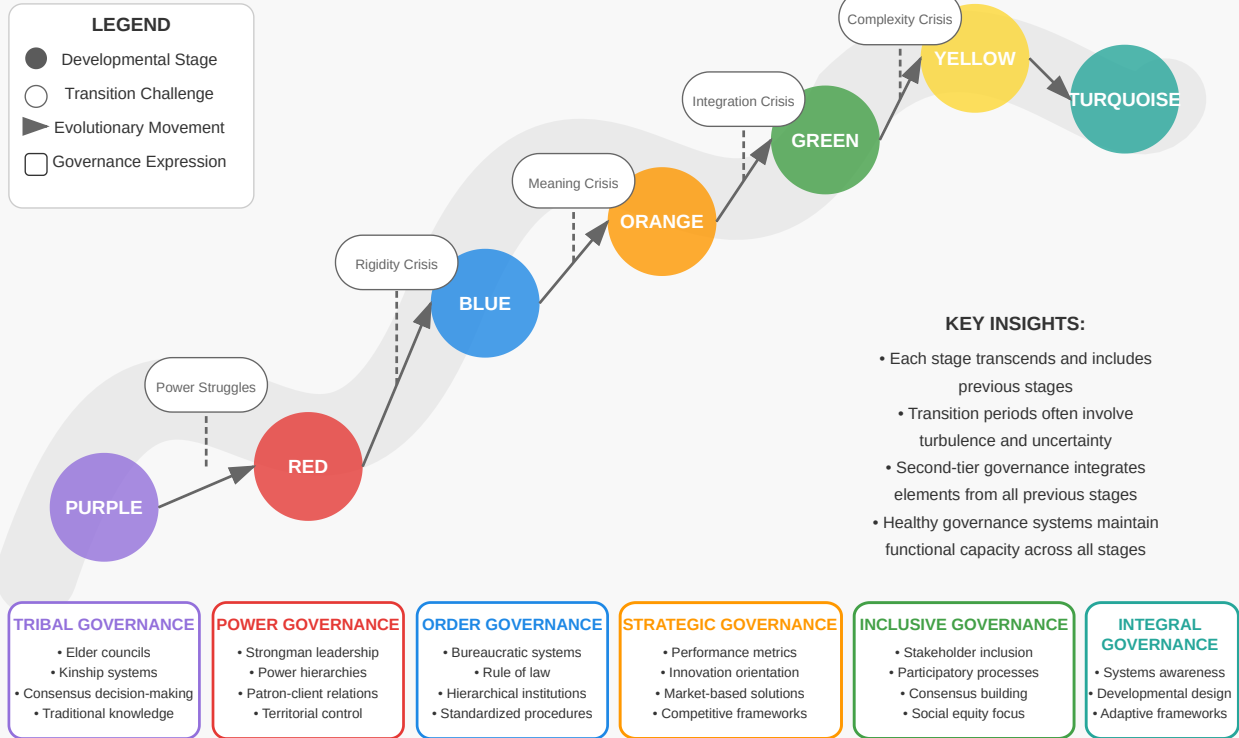 LEGEND
Developmental Stage
Transition Challenge
Evolutionary Movement
Governance Expression
Complexity Crisis
YELLOW
TURQUOISE
Integration Crisis
GREEN
Meaning Crisis
ORANGE
Rigidity Crisis
BLUE
Power Struggles
RED
PURPLE
KEY INSIGHTS:
• Each stage transcends and includes
previous stages
• Transition periods often involve
turbulence and uncertainty
• Second-tier governance integrates
elements from all previous stages
• Healthy governance systems maintain
functional capacity across all stages
TRIBAL GOVERNANCE
• Elder councils
• Kinship systems
• Consensus decision-making
• Traditional knowledge
POWER GOVERNANCE
• Strongman leadership
• Power hierarchies
• Patron-client relations
• Territorial control
ORDER GOVERNANCE
• Bureaucratic systems
• Rule of law
• Hierarchical institutions
• Standardized procedures
STRATEGIC GOVERNANCE
• Performance metrics
• Innovation orientation
• Market-based solutions
• Competitive frameworks
INCLUSIVE GOVERNANCE
• Stakeholder inclusion
• Participatory processes
• Consensus building
• Social equity focus
INTEGRAL
GOVERNANCE
• Systems awareness
• Developmental design
• Adaptive frameworks